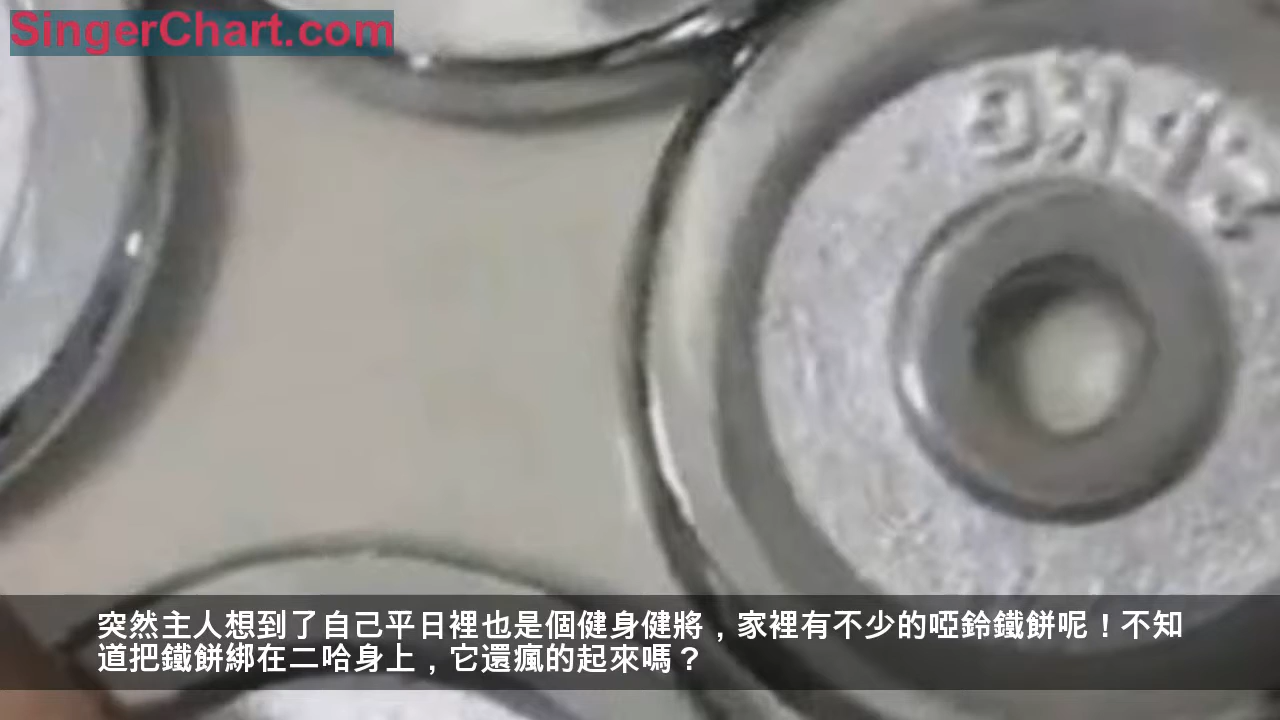 SingerChart.com
突然主人想到了自己平日裡也是個健身健將，家裡有不少的啞鈴鐵餅呢！不知
道把鐵餅綁在二哈身上，它還瘋的起來嗎？